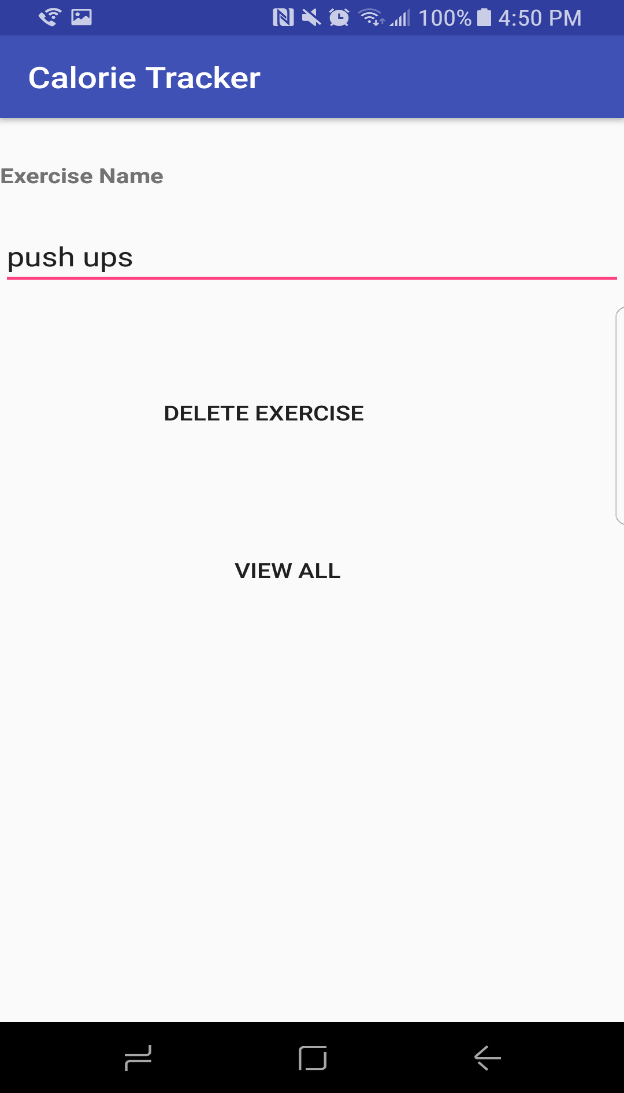 100% 4:50 PM
Calorie Tracker
Exercise Name
push ups
DELETE EXERCISE
VIEW ALL